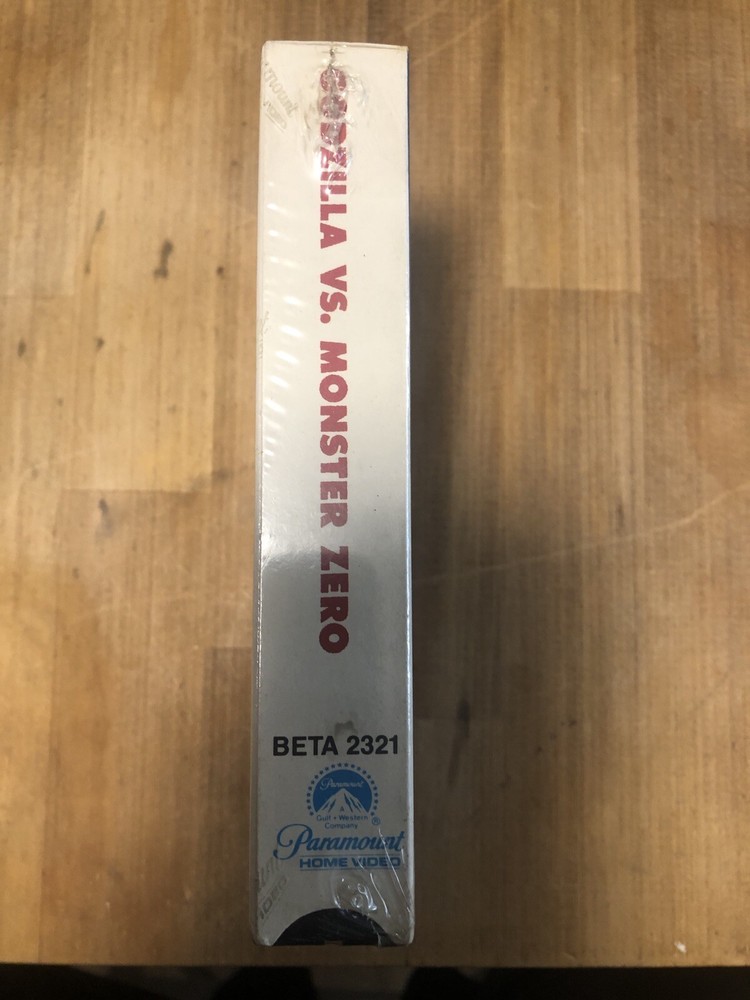 GODZILLA VS. MONSTER ZERO
BETA 2321
Paramount
A
Gulf + Western
Company
®
Paramount
HOME VIDEO